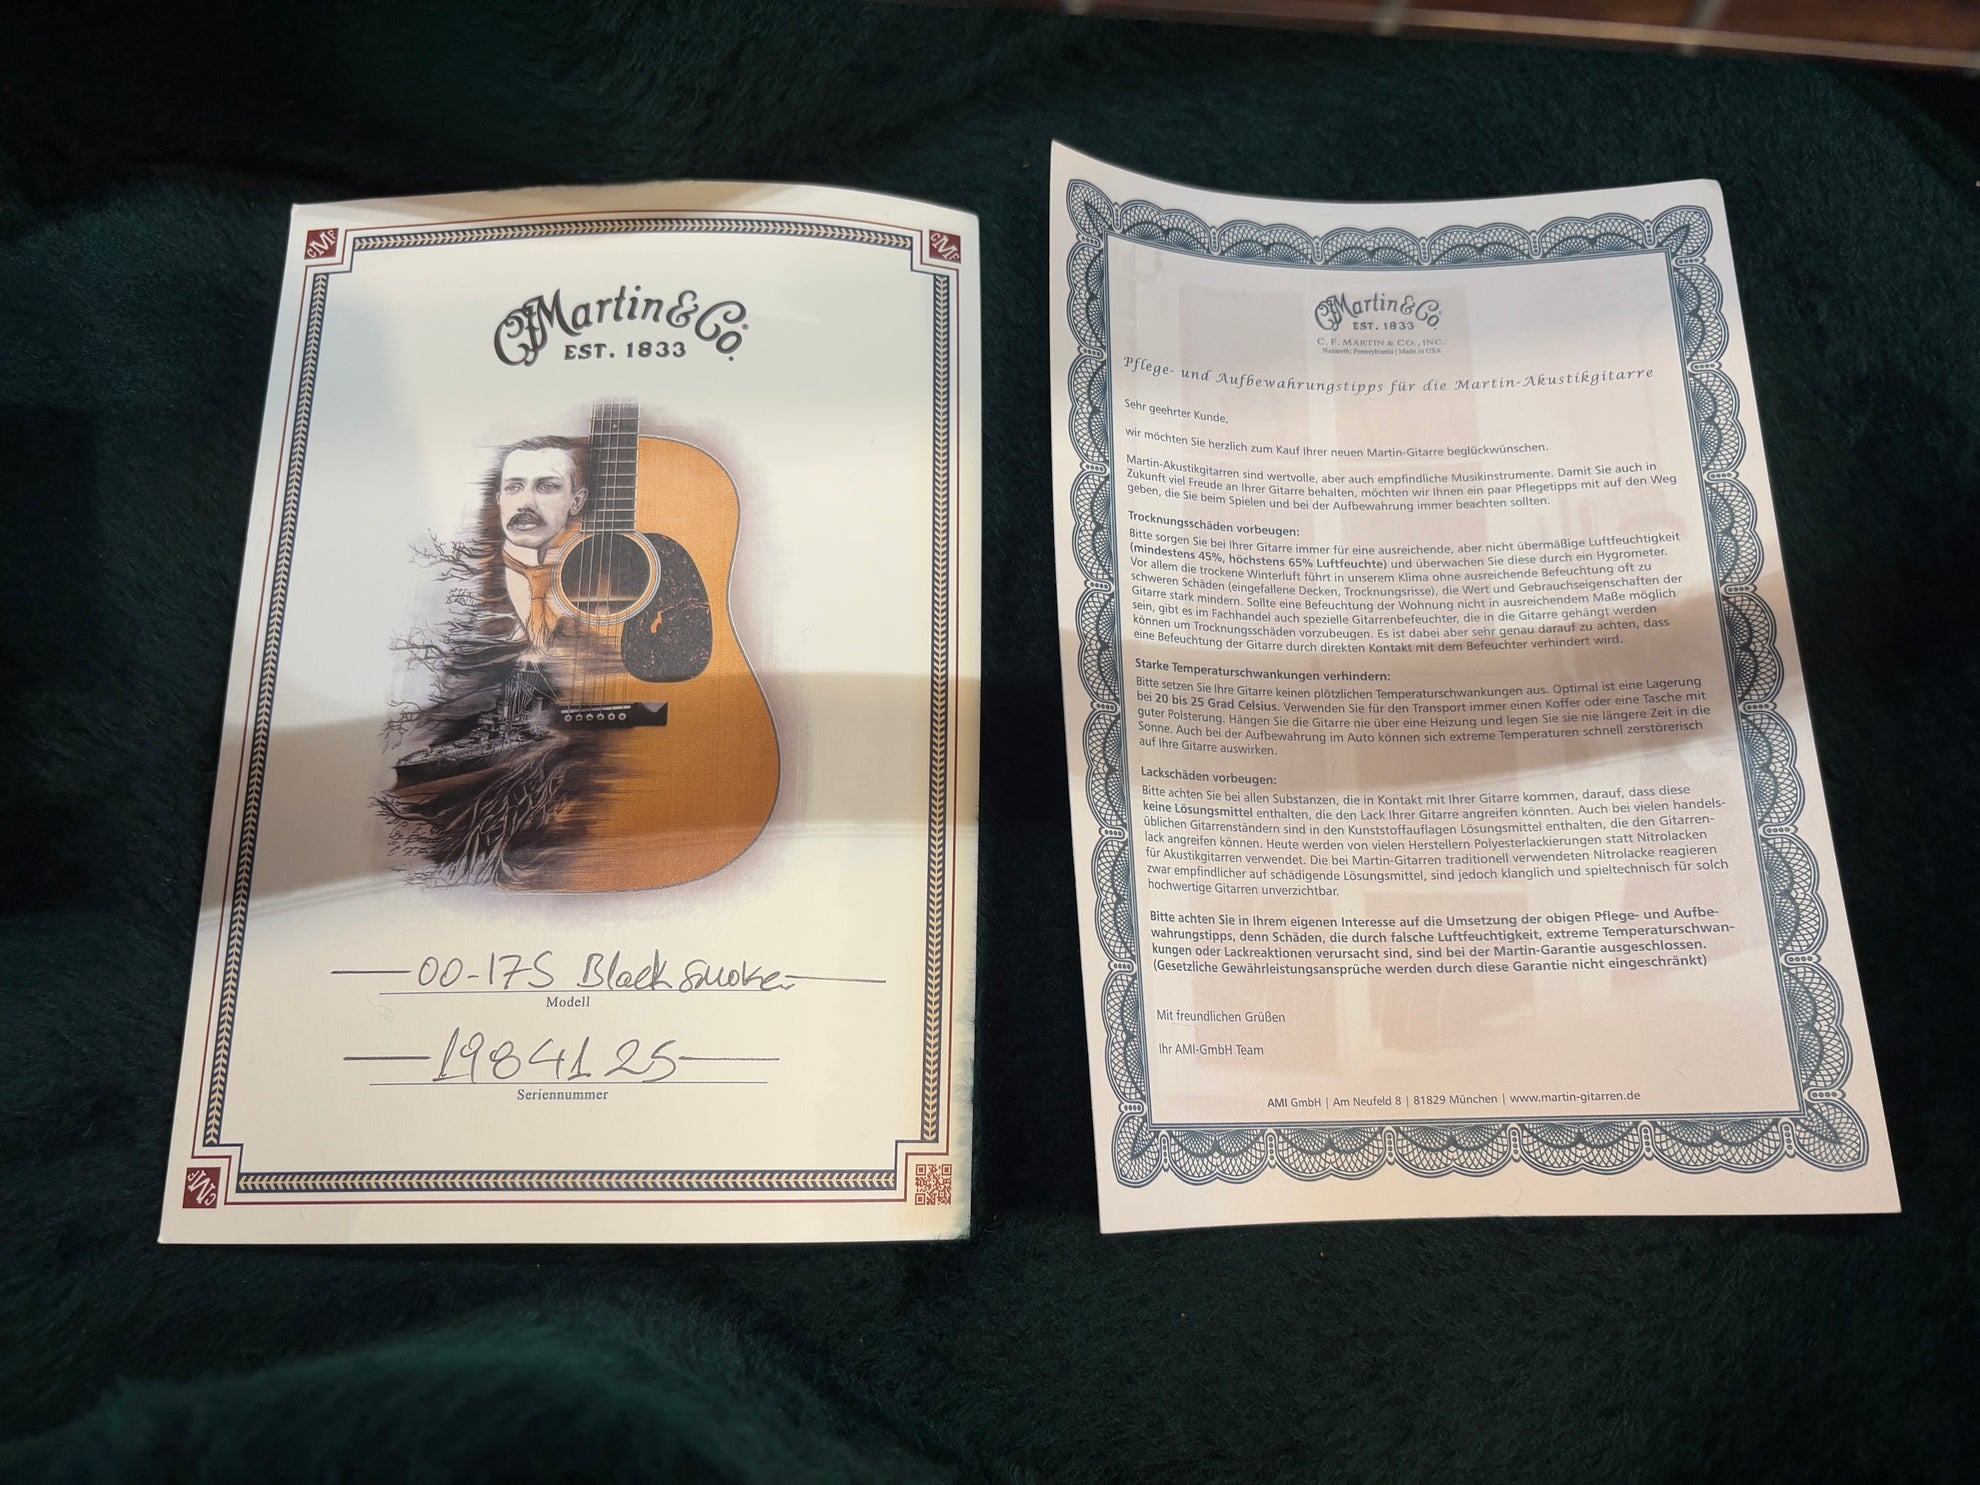 CF Martin & Co.
EST. 1833
00-17S Black Smoke
Modell
1984125
Seriennummer
CF Martin & Co.
EST. 1833
C. F. MARTIN & CO., INC.
Nazareth, Pennsylvania | Made in USA
Pflege- und Aufbewahrungstipps für die Martin-Akustikgitarre
Sehr geehrter Kunde,
wir möchten Sie herzlich zum Kauf Ihrer neuen Martin-Gitarre beglückwünschen.
Martin-Akustikgitarren sind wertvolle, aber auch empfindliche Musikinstrumente. Damit Sie auch in
Zukunft viel Freude an Ihrer Gitarre behalten, möchten wir Ihnen ein paar Pflegetipps mit auf den Weg
geben, die Sie beim Spielen und bei der Aufbewahrung immer beachten sollten.
Trocknungsschäden vorbeugen:
Bitte sorgen Sie bei Ihrer Gitarre immer für eine ausreichende, aber nicht übermäßige Luftfeuchtigkeit
(mindestens 45%, höchstens 65% Luftfeuchte) und überwachen Sie diese durch ein Hygrometer.
Vor allem die trockene Winterluft führt in unserem Klima ohne ausreichende Befeuchtung oft zu
schweren Schäden (eingefallene Decken, Trocknungsrisse), die Wert und Gebrauchseigenschaften der
Gitarre stark mindern. Sollte eine Befeuchtung der Wohnung nicht in ausreichendem Maße möglich
sein, gibt es im Fachhandel auch spezielle Gitarrenbefeuchter, die in die Gitarre gehängt werden
können um Trocknungsschäden vorzubeugen. Es ist dabei aber sehr genau darauf zu achten, dass
eine Befeuchtung der Gitarre durch direkten Kontakt mit dem Befeuchter verhindert wird.
Starke Temperaturschwankungen verhindern:
Bitte setzen Sie Ihre Gitarre keinen plötzlichen Temperaturschwankungen aus. Optimal ist eine Lagerung
bei 20 bis 25 Grad Celsius. Verwenden Sie für den Transport immer einen Koffer oder eine Tasche mit
guter Polsterung. Hängen Sie die Gitarre nie über eine Heizung und legen Sie sie nie längere Zeit in die
Sonne. Auch bei der Aufbewahrung im Auto können sich extreme Temperaturen schnell zerstörerisch
auf Ihre Gitarre auswirken.
Lackschäden vorbeugen:
Bitte achten Sie bei allen Substanzen, die in Kontakt mit Ihrer Gitarre kommen, darauf, dass diese
keine Lösungsmittel enthalten, die den Lack Ihrer Gitarre angreifen könnten. Auch bei vielen handels-
üblichen Gitarrenständern sind in den Kunststoffauflagen Lösungsmittel enthalten, die den Gitarren-
lack angreifen können. Heute werden von vielen Herstellern Polyesterlackierungen statt Nitrolacken
für Akustikgitarren verwendet. Die bei Martin-Gitarren traditionell verwendeten Nitrolacke reagieren
zwar empfindlicher auf schädigende Lösungsmittel, sind jedoch klanglich und spieltechnisch für solch
hochwertige Gitarren unverzichtbar.
Bitte achten Sie in Ihrem eigenen Interesse auf die Umsetzung der obigen Pflege- und Aufbe-
wahrungstipps, denn Schäden, die durch falsche Luftfeuchtigkeit, extreme Temperaturschwan-
kungen oder Lackreaktionen verursacht sind, sind bei der Martin-Garantie ausgeschlossen.
(Gesetzliche Gewährleistungsansprüche werden durch diese Garantie nicht eingeschränkt)
Mit freundlichen Grüßen
Ihr AMI-GmbH Team
AMI GmbH | Am Neufeld 8 | 81829 München | www.martin-gitarren.de